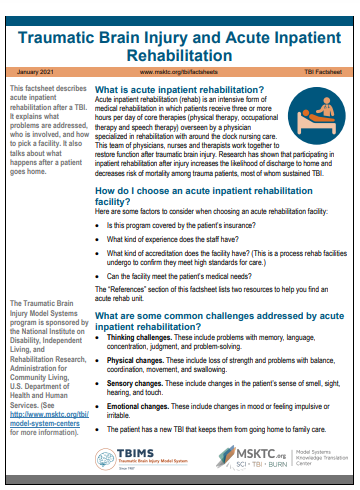 Traumatic Brain Injury and Acute Inpatient
Rehabilitation
January 2021 www.msktc.org/tbi/factsheets TBI Factsheet
This factsheet describes
acute inpatient
rehabilitation after a TBI.
It explains what
problems are addressed,
who is involved, and how
to pick a facility. It also
talks about what
happens after a patient
goes home.
The Traumatic Brain
Injury Model Systems
program is sponsored by
the National Institute on
Disability, Independent
Living, and
Rehabilitation Research,
Administration for
Community Living,
U.S. Department of
Health and Human
Services. (See
http://www.msktc.org/tbi/
model-system-centers
for more information).
What is acute inpatient rehabilitation?
Acute inpatient rehabilitation (rehab) is an intensive form of
medical rehabilitation in which patients receive three or more
hours per day of core therapies (physical therapy, occupational
therapy and speech therapy) overseen by a physician
specialized in rehabilitation with around the clock nursing care.
This team of physicians, nurses and therapists work together to
restore function after traumatic brain injury. Research has shown that participating in
inpatient rehabilitation after injury increases the likelihood of discharge to home and
decreases risk of mortality among trauma patients, most of whom sustained TBI.
How do I choose an acute inpatient rehabilitation
facility?
Here are some factors to consider when choosing an acute rehabilitation facility:
• Is this program covered by the patient's insurance?
• What kind of experience does the staff have?
• What kind of accreditation does the facility have? (This is a process rehab facilities
undergo to confirm they meet high standards for care.)
• Can the facility meet the patient's medical needs?
The "References" section of this factsheet lists two resources to help you find an
acute rehab unit.
What are some common challenges addressed by acute
inpatient rehabilitation?
• Thinking challenges. These include problems with memory, language,
concentration, judgment, and problem-solving.
• Physical changes. These include loss of strength and problems with balance,
coordination, movement, and swallowing.
• Sensory changes. These include changes in the patient's sense of smell, sight,
hearing, and touch.
• Emotional changes. These include changes in mood or feeling impulsive or
irritable.
• The patient has a new TBI that keeps them from going home to family care.
TBIMS
Traumatic Brain Injury Model System
Since 1987
MSKTC.org
SCI • TBI • BURN
Model Systems
Knowledge Translation
Center